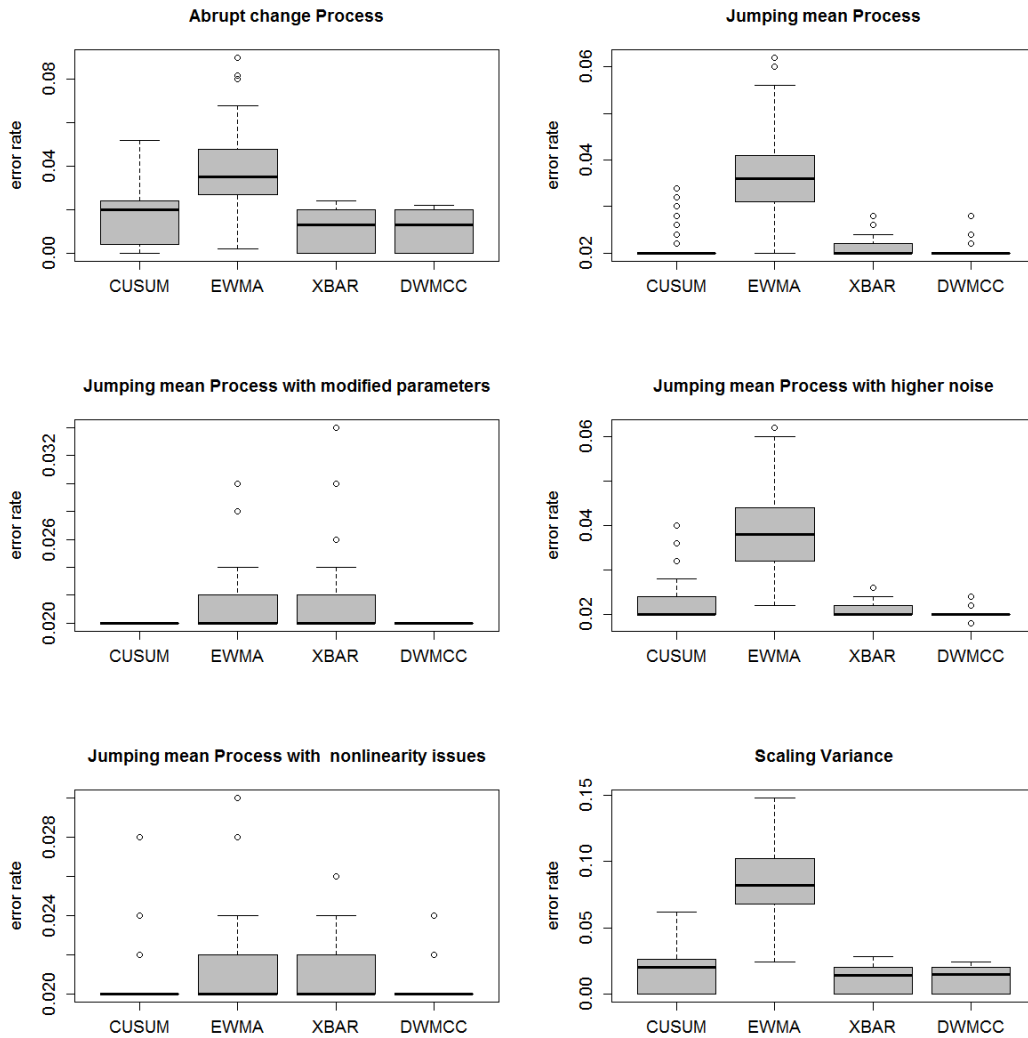 Abrupt change Process
error rate
0.08
0.04
0.00
CUSUM EWMA XBAR DWMCC
Jumping mean Process
error rate
0.06
0.04
0.02
CUSUM EWMA XBAR DWMCC
Jumping mean Process with modified parameters
error rate
0.032
0.026
0.020
CUSUM EWMA XBAR DWMCC
Jumping mean Process with higher noise
error rate
0.06
0.04
0.02
CUSUM EWMA XBAR DWMCC
Jumping mean Process with  nonlinearity issues
error rate
0.028
0.024
0.020
CUSUM EWMA XBAR DWMCC
Scaling Variance
error rate
0.15
0.10
0.05
0.00
CUSUM EWMA XBAR DWMCC